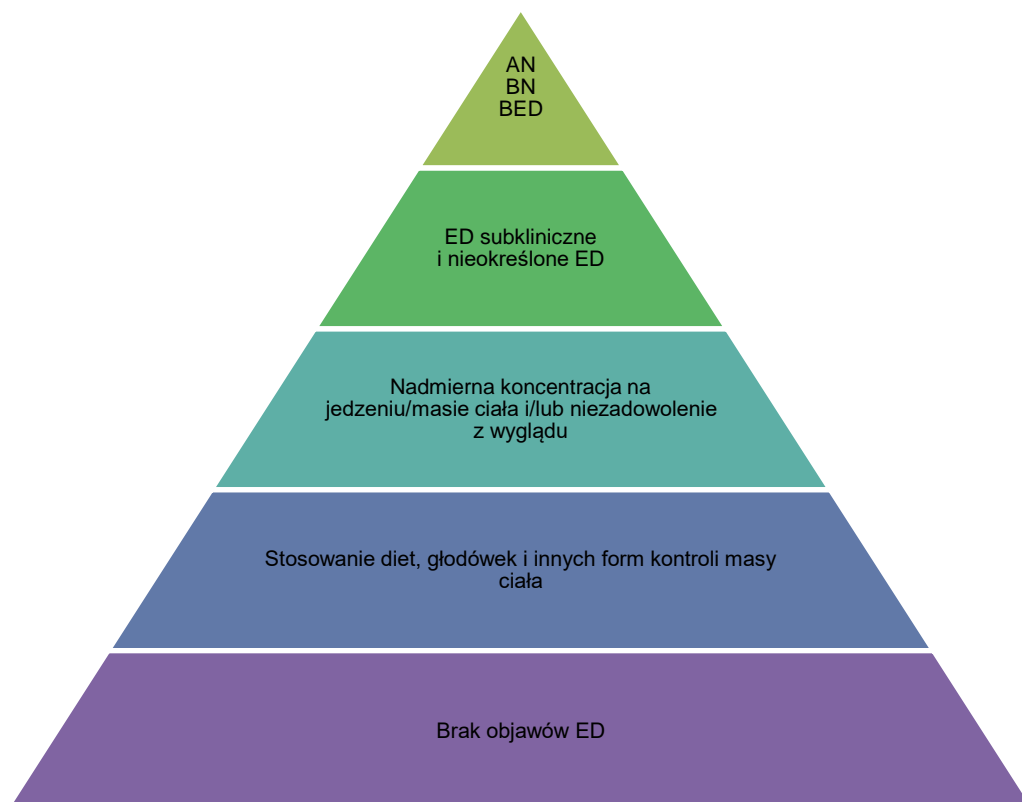 AN
BN
BED
ED subkliniczne
i nieokreślone ED
Nadmierna koncentracja na
jedzeniu/masie ciała i/lub niezadowolenie
z wyglądu
Stosowanie diet, głodówek i innych form kontroli masy
ciała
Brak objawów ED